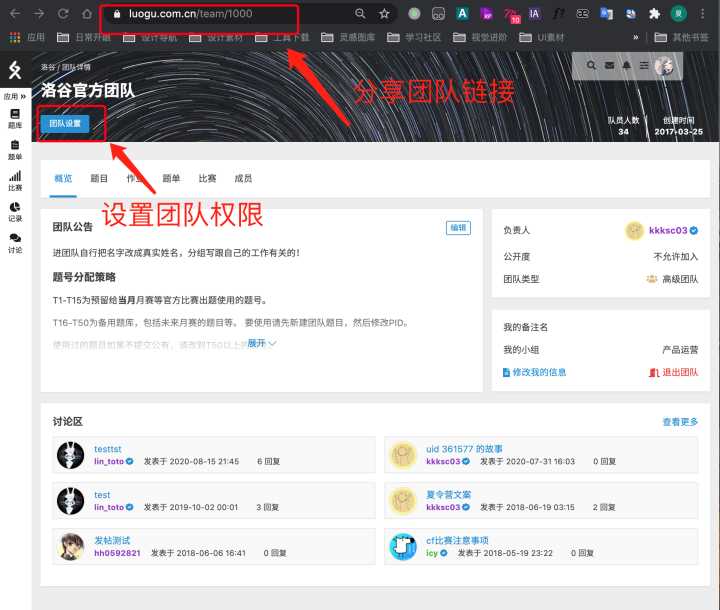 luogu.com.cn/team/1000
应用
日常开眼
设计导航
设计素材
工具下载
灵感图库
学习社区
视觉进阶
UI素材
»
其他书签
洛谷 / 团队详情
洛谷官方团队
分享团队链接
应用 »
团队设置
题库
题单
比赛
记录
讨论
队员人数
34
创建时间
2017-03-25
概览
题目
作业
题单
比赛
成员
设置团队权限
团队公告
编辑
进团队自行把名字改成真实姓名，分组写跟自己的工作有关的！
题号分配策略
T1-T15为预留给当月月赛等官方比赛出题使用的题号。
T16-T50为备用题库，包括未来月赛的题目等。 要使用请先新建团队题目，然后修改PID。
使用过的题目如果不提交公有，请改到T50以上的
展开
负责人
kkksc03
公开度
不允许加入
团队类型
高级团队
我的备注名
我的小组
产品运营
修改我的信息
退出团队
讨论区
查看更多
testtst
lin_toto 发表于 2020-08-15 21:45 6 回复
uid 361577 的故事
kkksc03 发表于 2020-07-31 16:03 0 回复
test
lin_toto 发表于 2019-10-02 00:01 3 回复
夏令营文案
kkksc03 发表于 2018-06-19 03:15 2 回复
发帖测试
hh0592821 发表于 2018-06-06 16:41 0 回复
cf比赛注意事项
icy 发表于 2018-05-19 23:22 0 回复